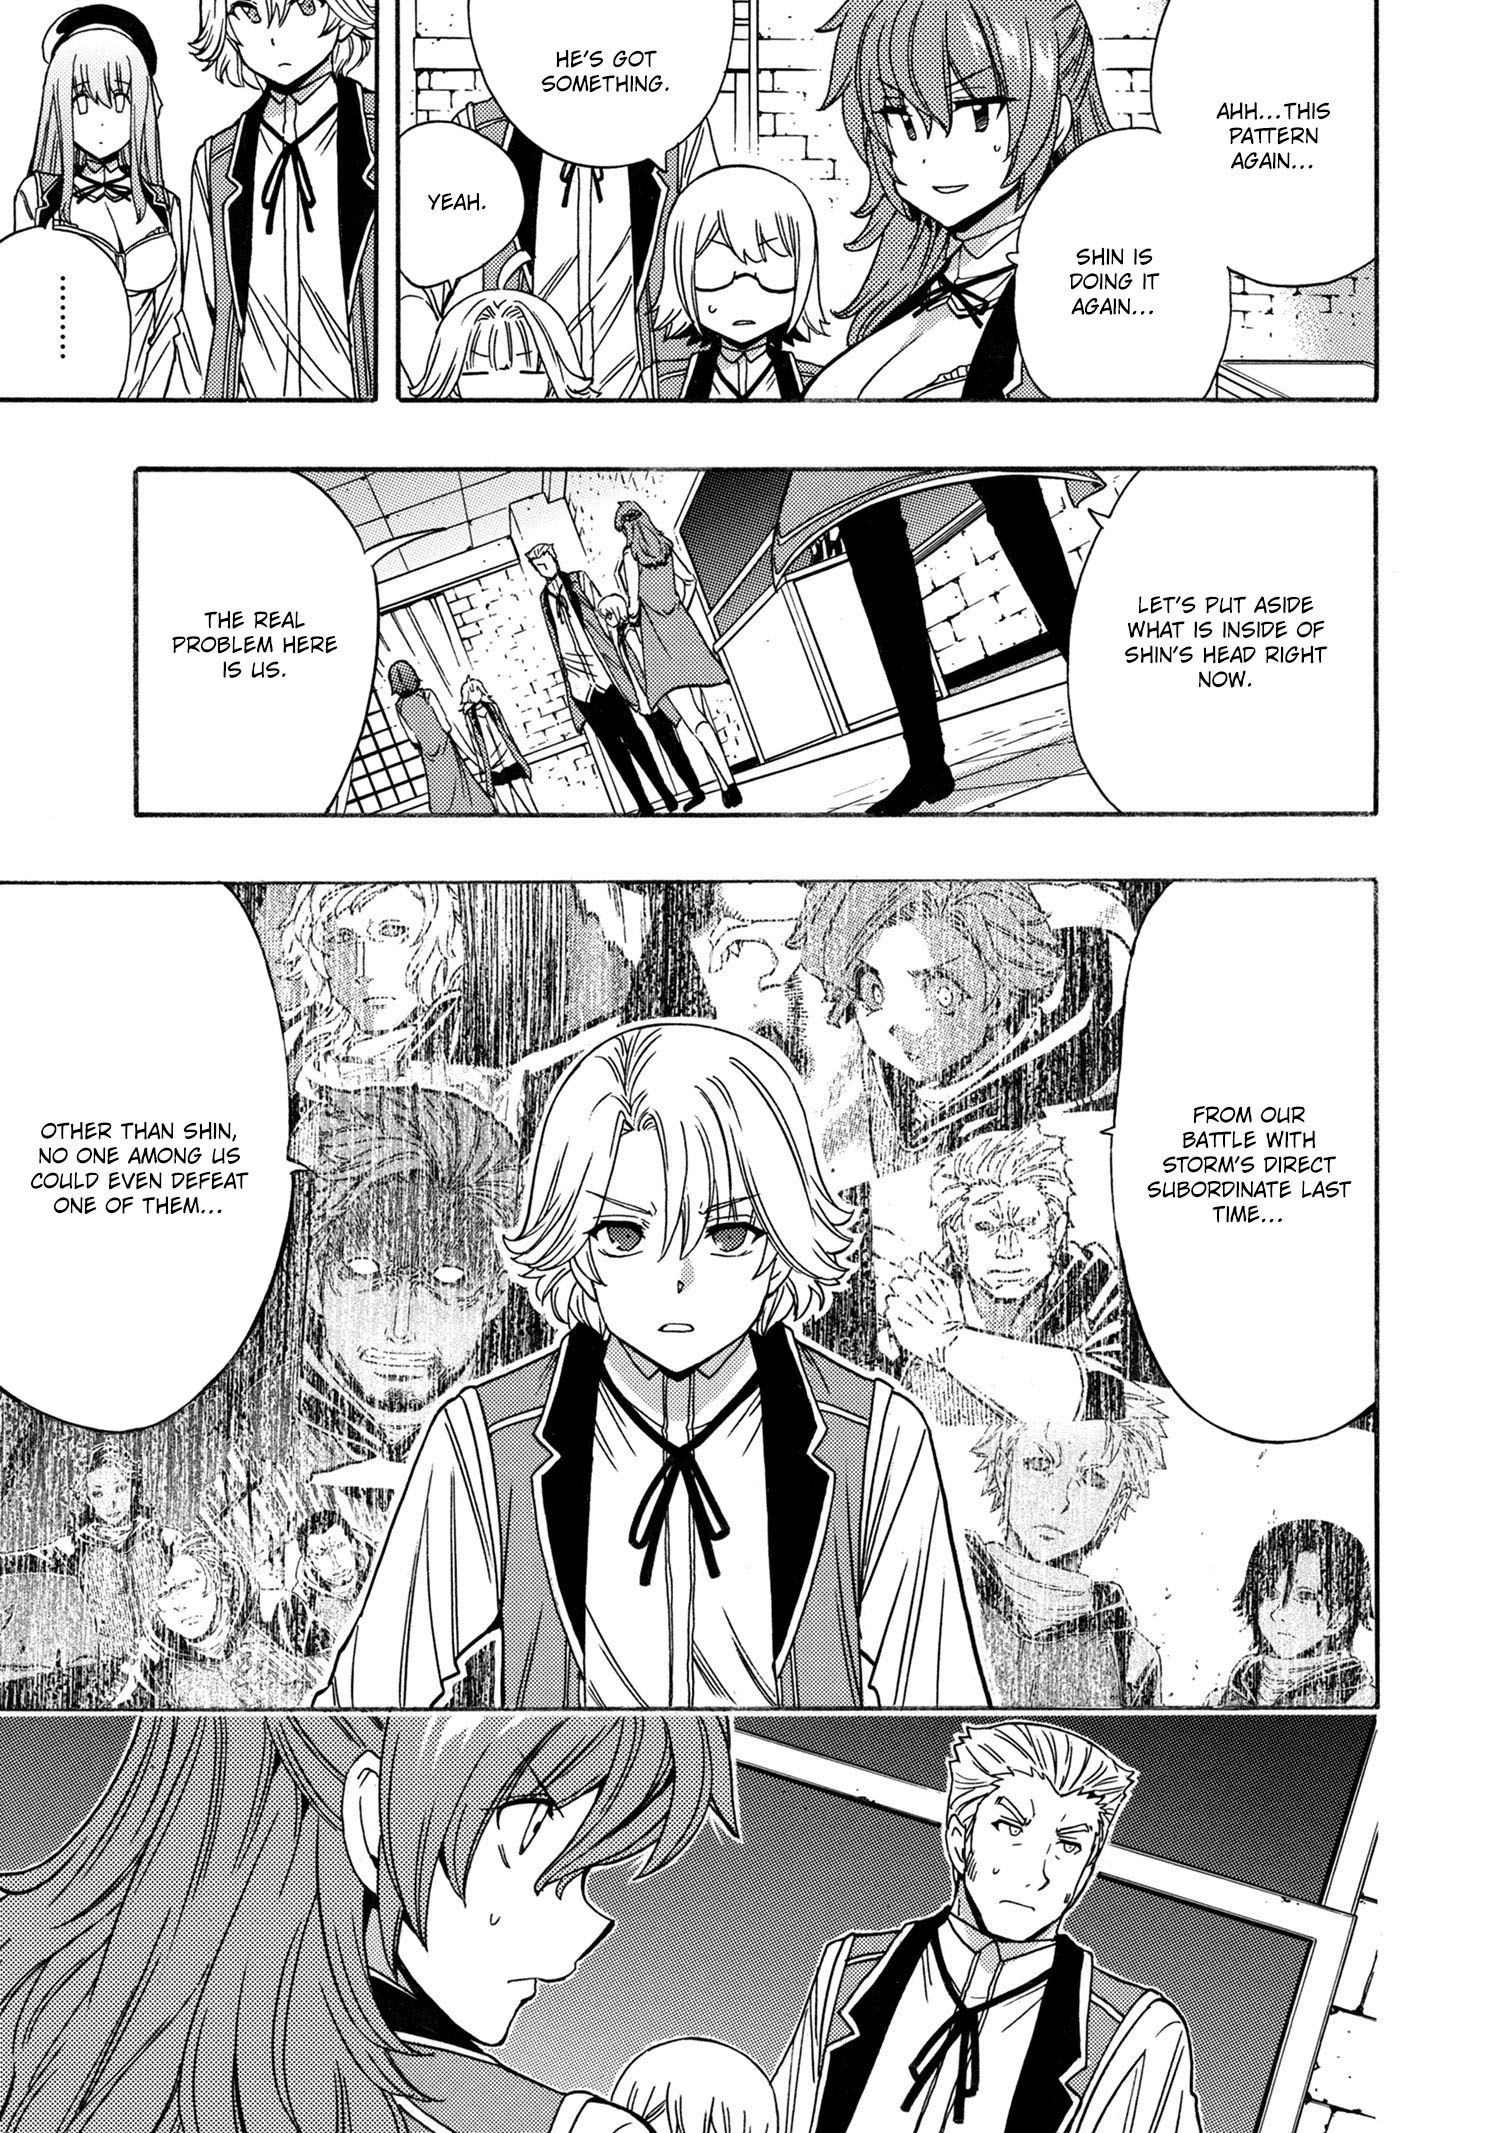 AHH...THIS
PATTERN
AGAIN...
SHIN IS
DOING IT
AGAIN...
HE'S GOT
SOMETHING.
YEAH.
.........
LET'S PUT ASIDE
WHAT IS INSIDE OF
SHIN'S HEAD RIGHT
NOW.
THE REAL
PROBLEM HERE
IS US.
FROM OUR
BATTLE WITH
STORM'S DIRECT
SUBORDINATE LAST
TIME...
OTHER THAN SHIN,
NO ONE AMONG US
COULD EVEN DEFEAT
ONE OF THEM...